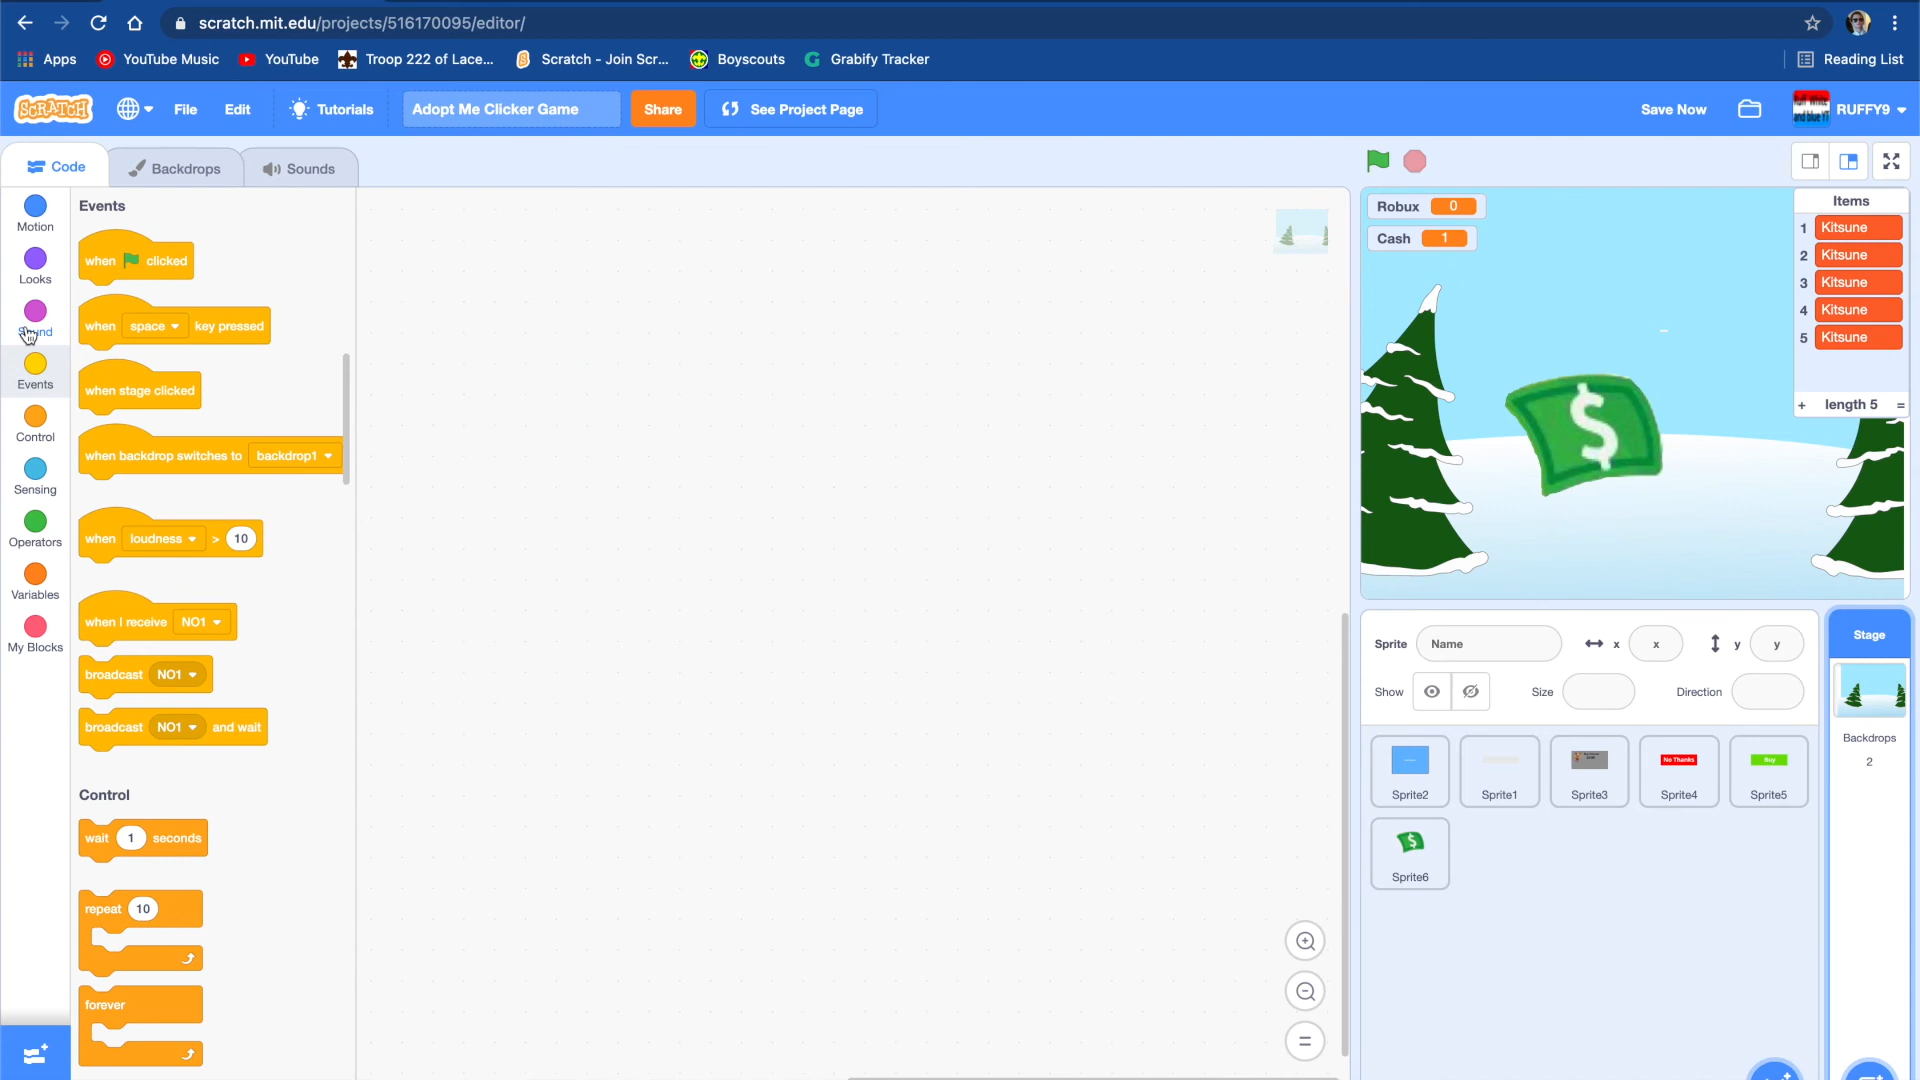 scratch.mit.edu/projects/516170095/editor/
Apps YouTube Music YouTube Troop 222 of Lace... Scratch - Join Scr... Boyscouts Grabify Tracker Reading List
SCRATCH File Edit Tutorials Adopt Me Clicker Game Share See Project Page Save Now RUFFY9
Code Backdrops Sounds
Motion
Looks
Sound
Events
Control
Sensing
Operators
Variables
My Blocks
Events
when clicked
when space key pressed
when stage clicked
when backdrop switches to backdrop1
when loudness > 10
when I receive NO1
broadcast NO1
broadcast NO1 and wait
Control
wait 1 seconds
repeat 10
forever
Robux 0
Cash 1
$
Items
1 Kitsune
2 Kitsune
3 Kitsune
4 Kitsune
5 Kitsune
+ length 5 =
Sprite Name x x y y
Show Size Direction
Stage
Backdrops
2
Sprite2
Sprite1
Sprite3
No Thanks
Sprite4
Buy
Sprite5
$
Sprite6